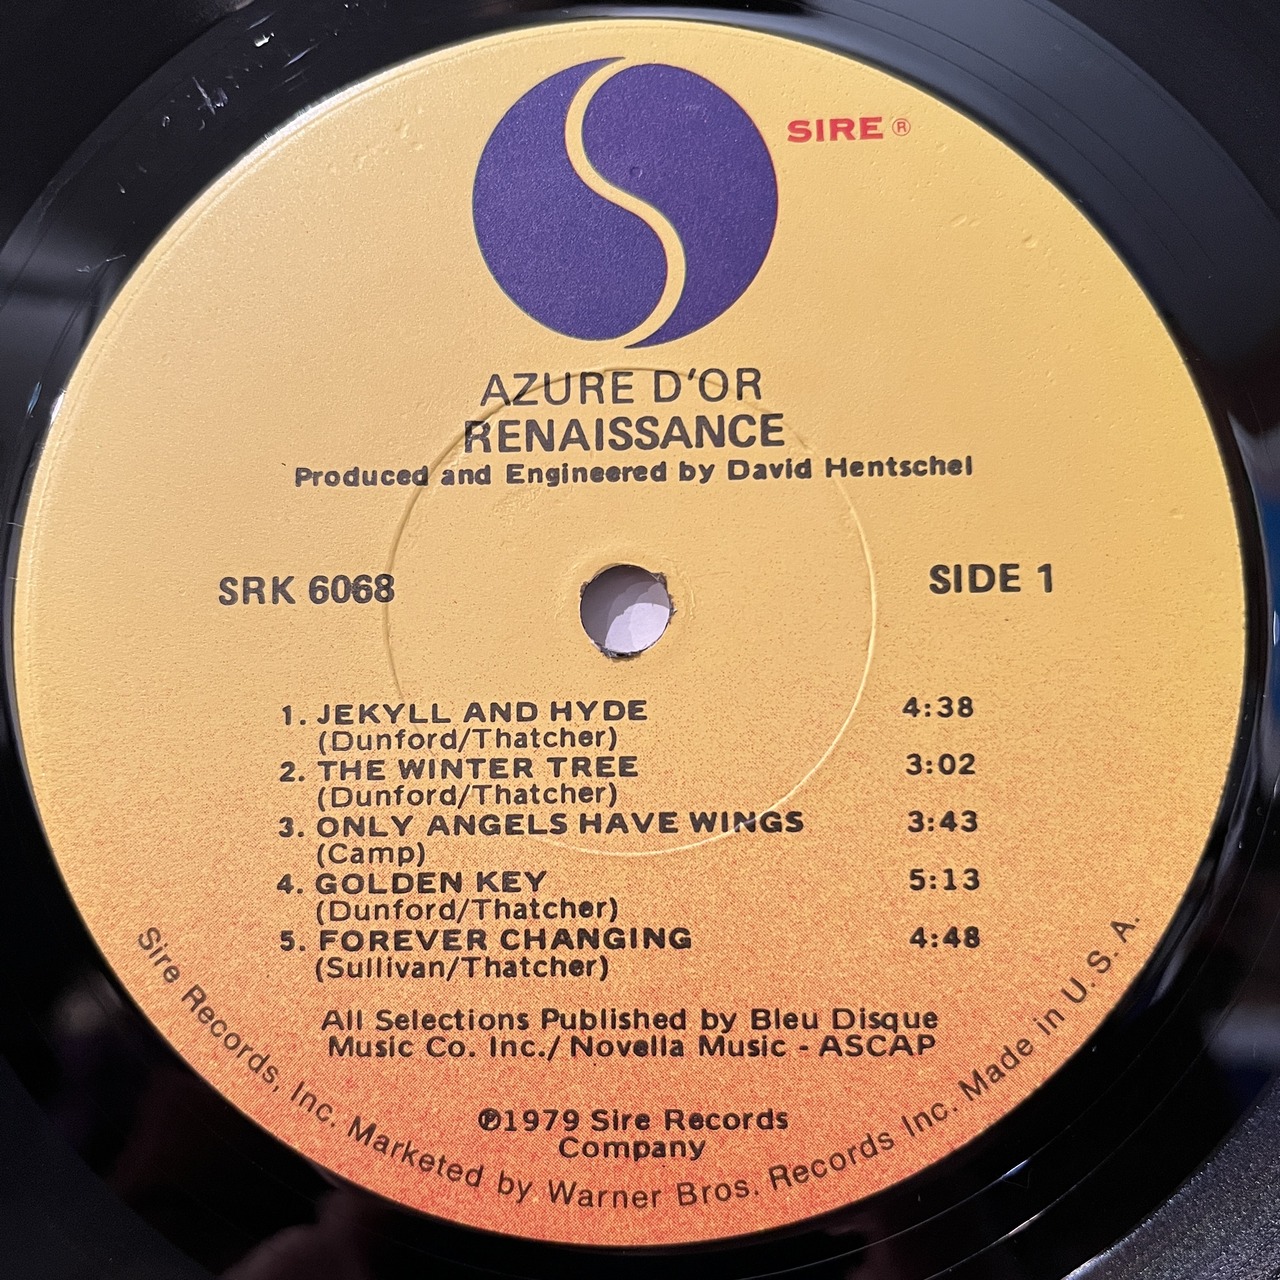 SIRE ®
AZURE D'OR
RENAISSANCE
Produced and Engineered by David Hentschel
SRK 6068
SIDE 1
1. JEKYLL AND HYDE 4:38
(Dunford/Thatcher)
2. THE WINTER TREE 3:02
(Dunford/Thatcher)
3. ONLY ANGELS HAVE WINGS 3:43
(Camp)
4. GOLDEN KEY 5:13
(Dunford/Thatcher)
5. FOREVER CHANGING 4:48
(Sullivan/Thatcher)
All Selections Published by Bleu Disque
Music Co. Inc./ Novella Music - ASCAP
℗1979 Sire Records
Company
Sire Records, Inc. Marketed by Warner Bros. Records Inc. Made in U. S. A.